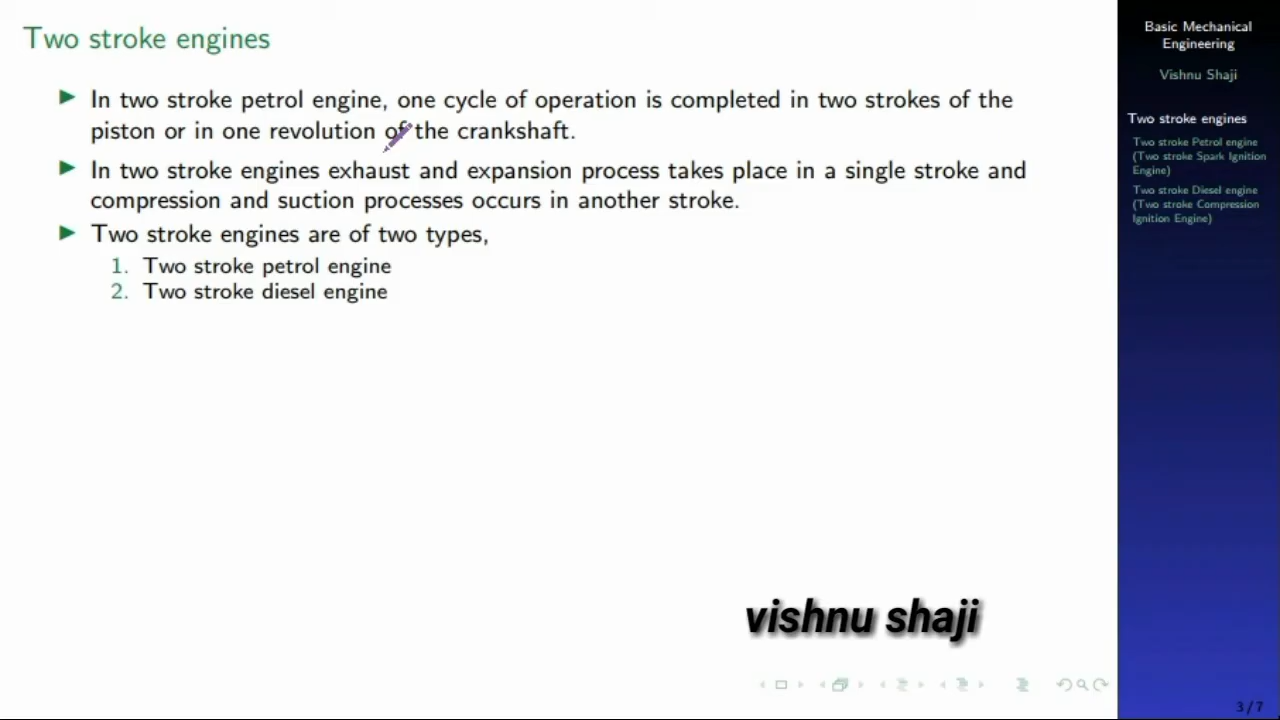 Two stroke engines
In two stroke petrol engine, one cycle of operation is completed in two strokes of the
piston or in one revolution of the crankshaft.
In two stroke engines exhaust and expansion process takes place in a single stroke and
compression and suction processes occurs in another stroke.
Two stroke engines are of two types,
1. Two stroke petrol engine
2. Two stroke diesel engine
vishnu shaji
Basic Mechanical
Engineering
Vishnu Shaji
Two stroke engines
Two stroke Petrol engine
(Two stroke Spark Ignition
Engine)
Two stroke Diesel engine
(Two stroke Compression
Ignition Engine)
3/7